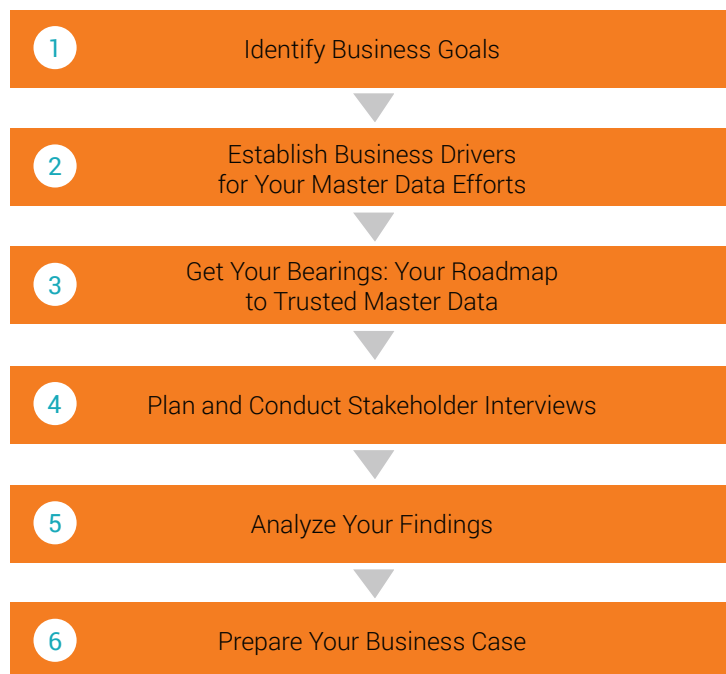 1
Identify Business Goals
2
Establish Business Drivers
for Your Master Data Efforts
3
Get Your Bearings: Your Roadmap
to Trusted Master Data
4
Plan and Conduct Stakeholder Interviews
5
Analyze Your Findings
6
Prepare Your Business Case